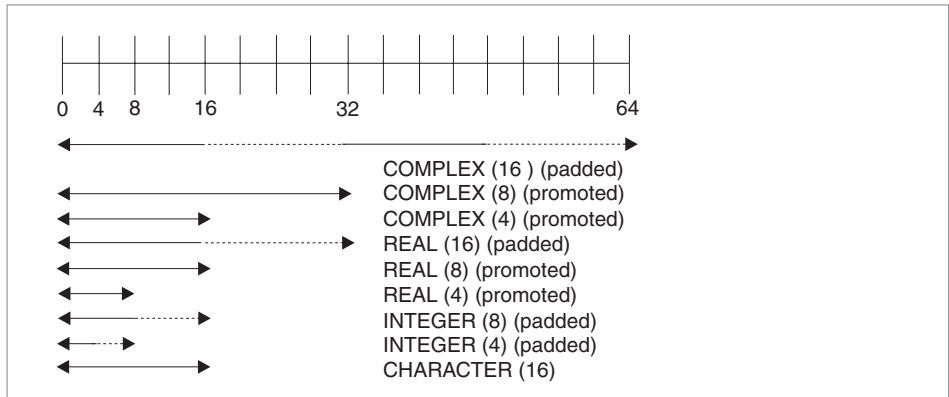 0 4 8 16 32 64
COMPLEX (16 ) (padded)
COMPLEX (8) (promoted)
COMPLEX (4) (promoted)
REAL (16) (padded)
REAL (8) (promoted)
REAL (4) (promoted)
INTEGER (8) (padded)
INTEGER (4) (padded)
CHARACTER (16)